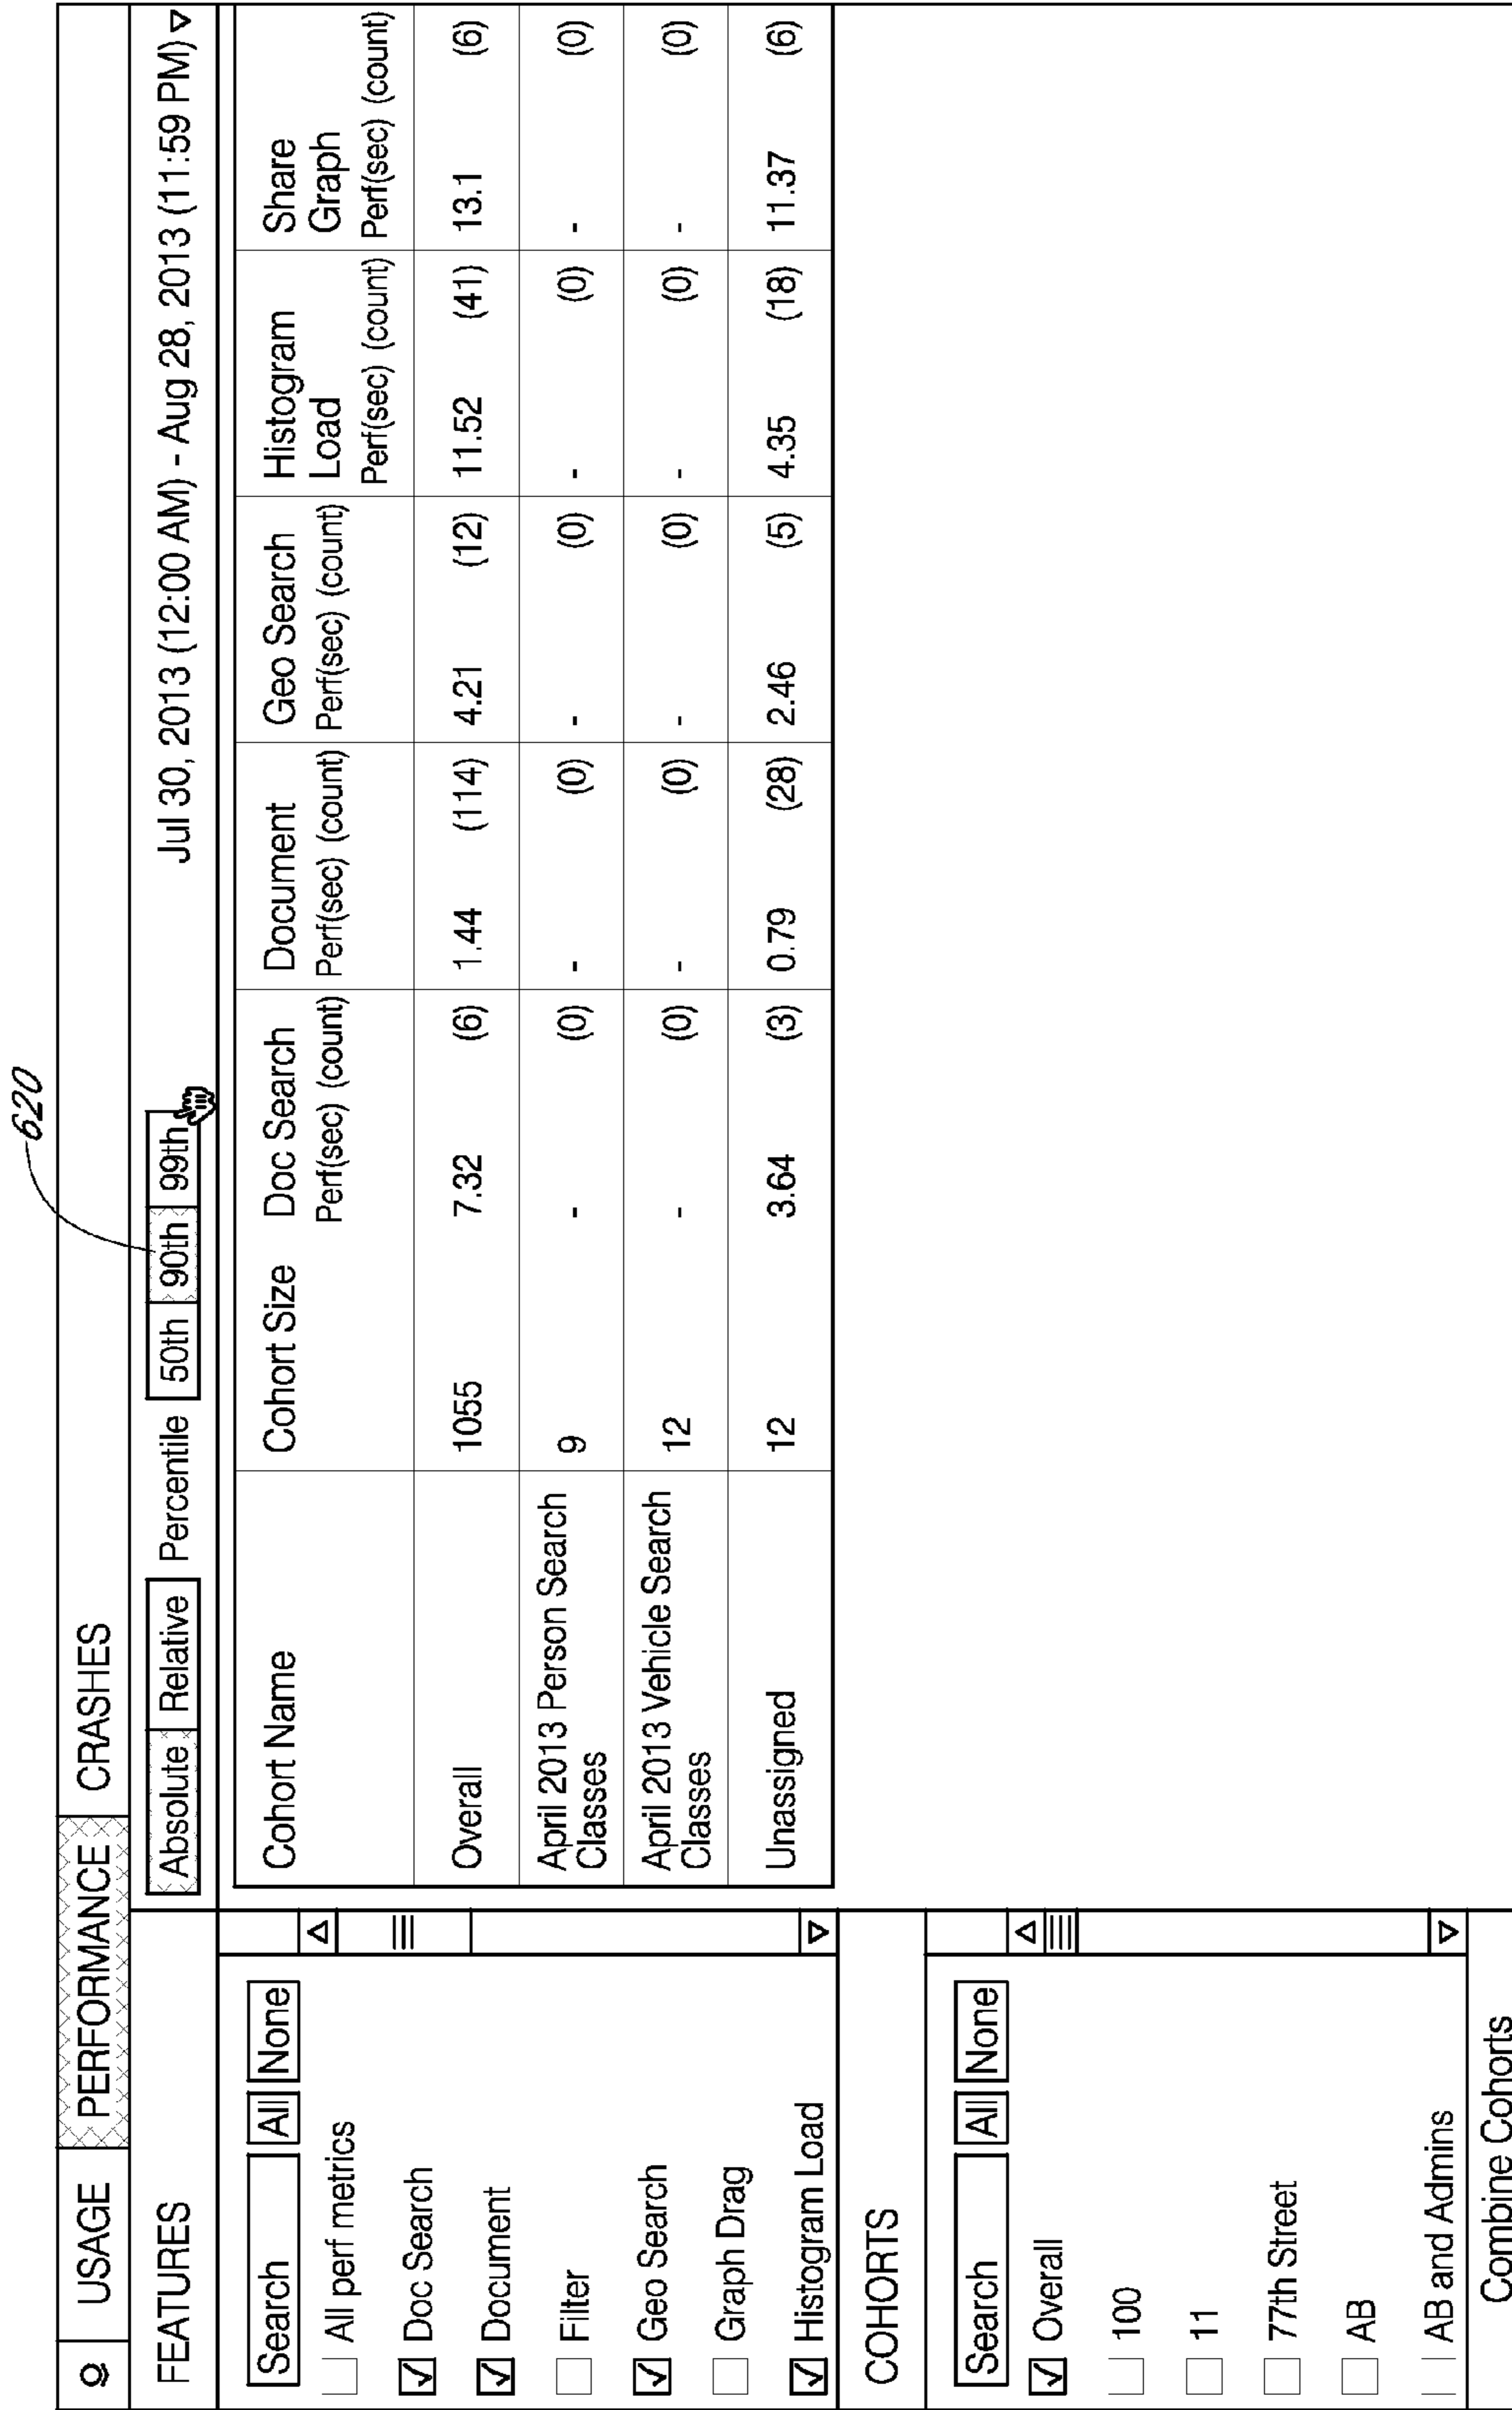 620
USAGE PERFORMANCE CRASHES
FEATURES
Absolute Relative Percentile 50th 90th 99th Jul 30, 2013 (12:00 AM) - Aug 28, 2013 (11:59 PM)
Search All None
All perf metrics
Doc Search
Document
Filter
Geo Search
Graph Drag
Histogram Load
COHORTS
Search All None
Overall
100
11
77th Street
AB
AB and Admins
Combine Cohorts
Cohort Name Cohort Size Doc Search Document Geo Search Histogram Share
Load Graph
Perf(sec) (count) Perf(sec) (count) Perf(sec) (count) Perf(sec) (count) Perf(sec) (count)
Overall 1055 7.32 (6) 1.44 (114) 4.21 (12) 11.52 (41) 13.1 (6)
April 2013 Person Search 9 - (0) - (0) - (0) - (0) - (0)
Classes
April 2013 Vehicle Search 12 - (0) - (0) - (0) - (0) - (0)
Classes
Unassigned 12 3.64 (3) 0.79 (28) 2.46 (5) 4.35 (18) 11.37 (6)